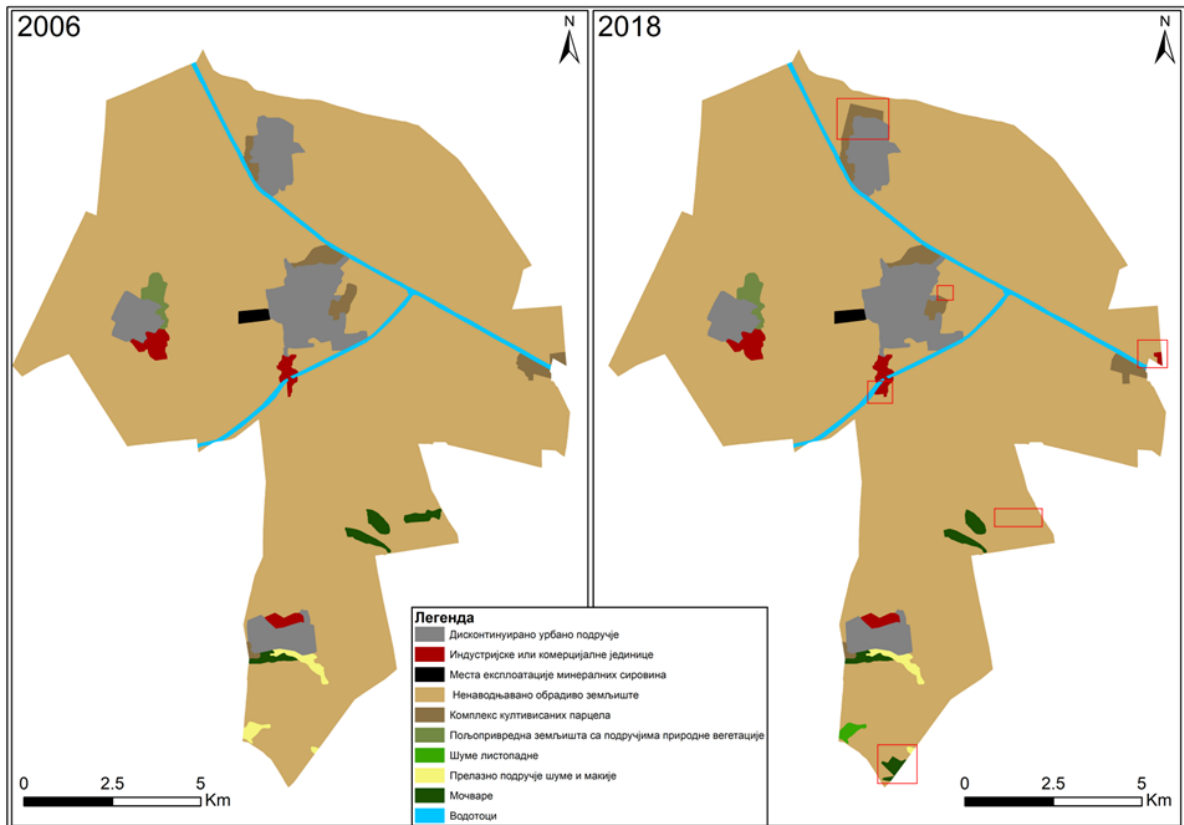 2006
N
2018
N
Легенда
Дисконтинуирано урбано подручје
Индустријске или комерцијалне јединице
Места експлоатације минералних сировина
Ненаводњавано обрадиво земљиште
Комплекс култивисаних парцела
Пољопривредна земљишта са подручјима природне вегетације
Шуме листопадне
Прелазно подручје шуме и макије
Мочваре
Водотоци
0 2.5 5
Km
0 2.5 5
Km